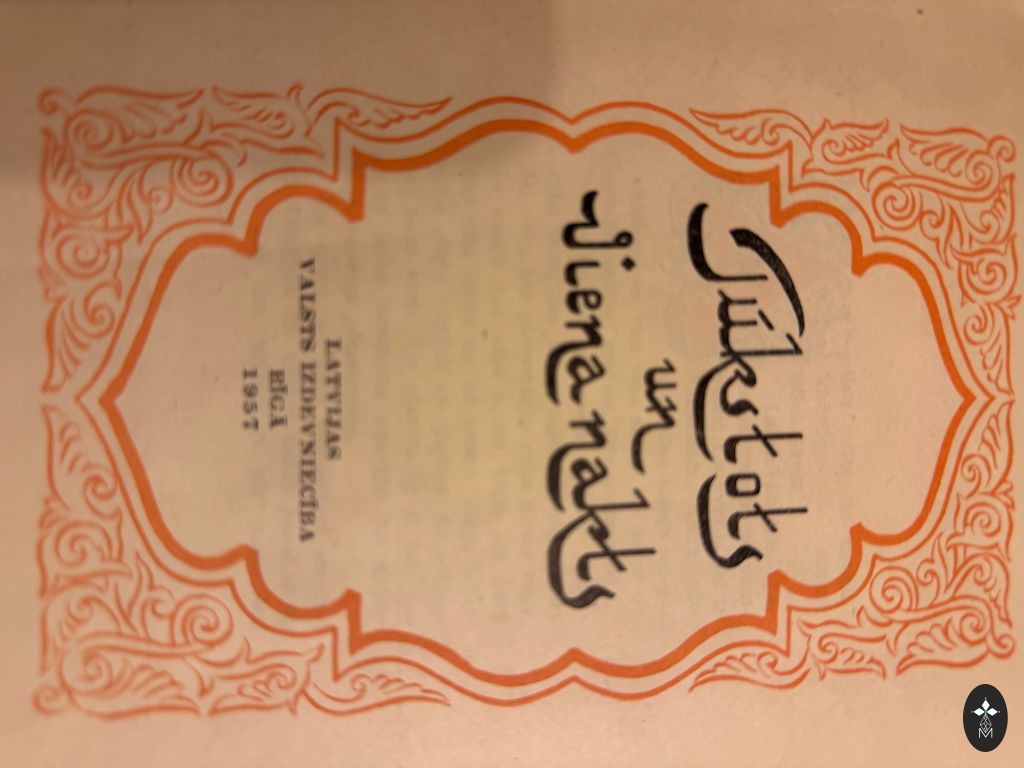 Tūkstots
un
viena nakts
LATVIJAS
VALSTS IZDEVNIECĪBA
RĪGĀ
1957